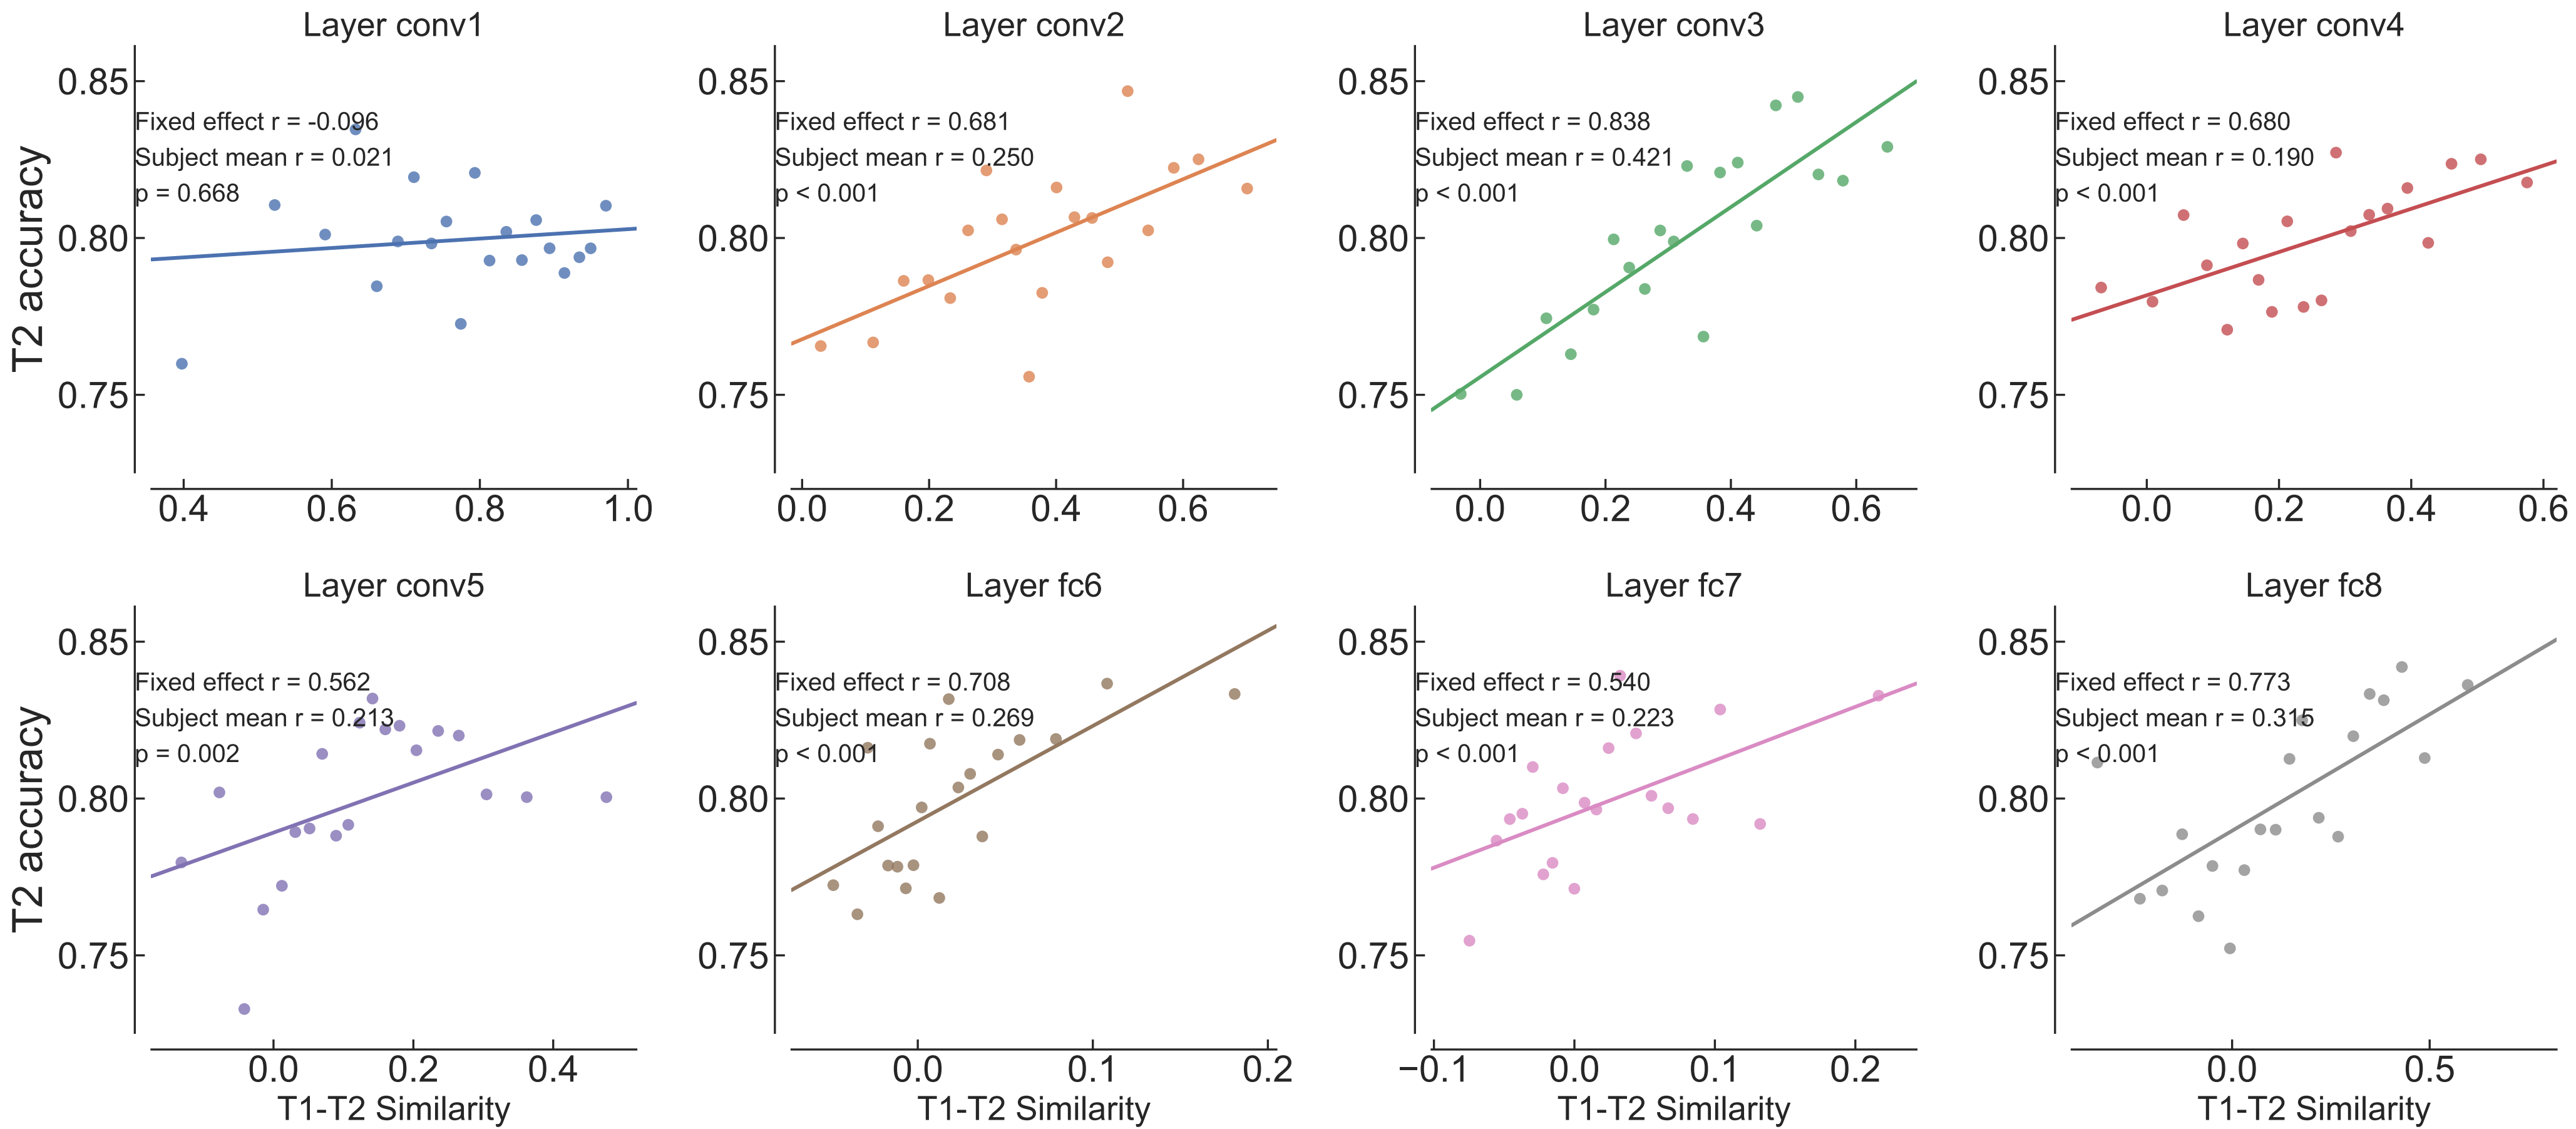 Layer conv1
0.85
0.80
0.75
T2 accuracy
Fixed effect r = -0.096
Subject mean r = 0.021
p = 0.668
0.4 0.6 0.8 1.0
Layer conv2
0.85
0.80
0.75
Fixed effect r = 0.681
Subject mean r = 0.250
p < 0.001
0.0 0.2 0.4 0.6
Layer conv3
0.85
0.80
0.75
Fixed effect r = 0.838
Subject mean r = 0.421
p < 0.001
0.0 0.2 0.4 0.6
Layer conv4
0.85
0.80
0.75
Fixed effect r = 0.680
Subject mean r = 0.190
p < 0.001
0.0 0.2 0.4 0.6
Layer conv5
0.85
0.80
0.75
T2 accuracy
Fixed effect r = 0.562
Subject mean r = 0.213
p = 0.002
0.0 0.2 0.4
T1-T2 Similarity
Layer fc6
0.85
0.80
0.75
Fixed effect r = 0.708
Subject mean r = 0.269
p < 0.001
0.0 0.1 0.2
T1-T2 Similarity
Layer fc7
0.85
0.80
0.75
Fixed effect r = 0.540
Subject mean r = 0.223
p < 0.001
−0.1 0.0 0.1 0.2
T1-T2 Similarity
Layer fc8
0.85
0.80
0.75
Fixed effect r = 0.773
Subject mean r = 0.315
p < 0.001
0.0 0.5
T1-T2 Similarity